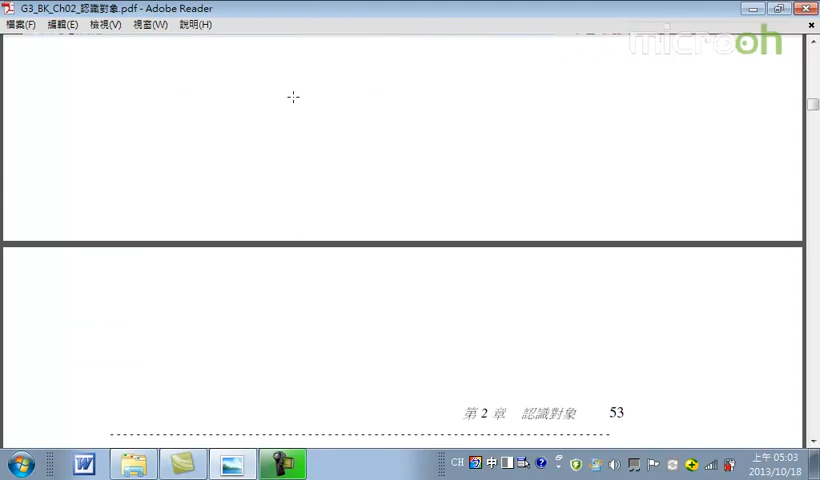 G3_BK_Ch02_認識對象.pdf - Adobe Reader
檔案(F) 編輯(E) 檢視(V) 視窗(W) 說明(H)
microoh
第 2 章 認識對象 53
CH 中
上午 05:03
2013/10/18